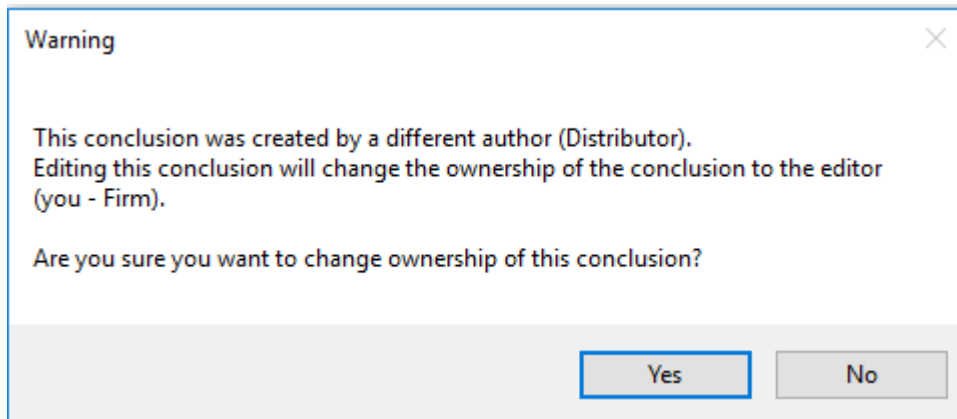 Warning
This conclusion was created by a different author (Distributor).
Editing this conclusion will change the ownership of the conclusion to the editor
(you - Firm).
Are you sure you want to change ownership of this conclusion?
Yes
No